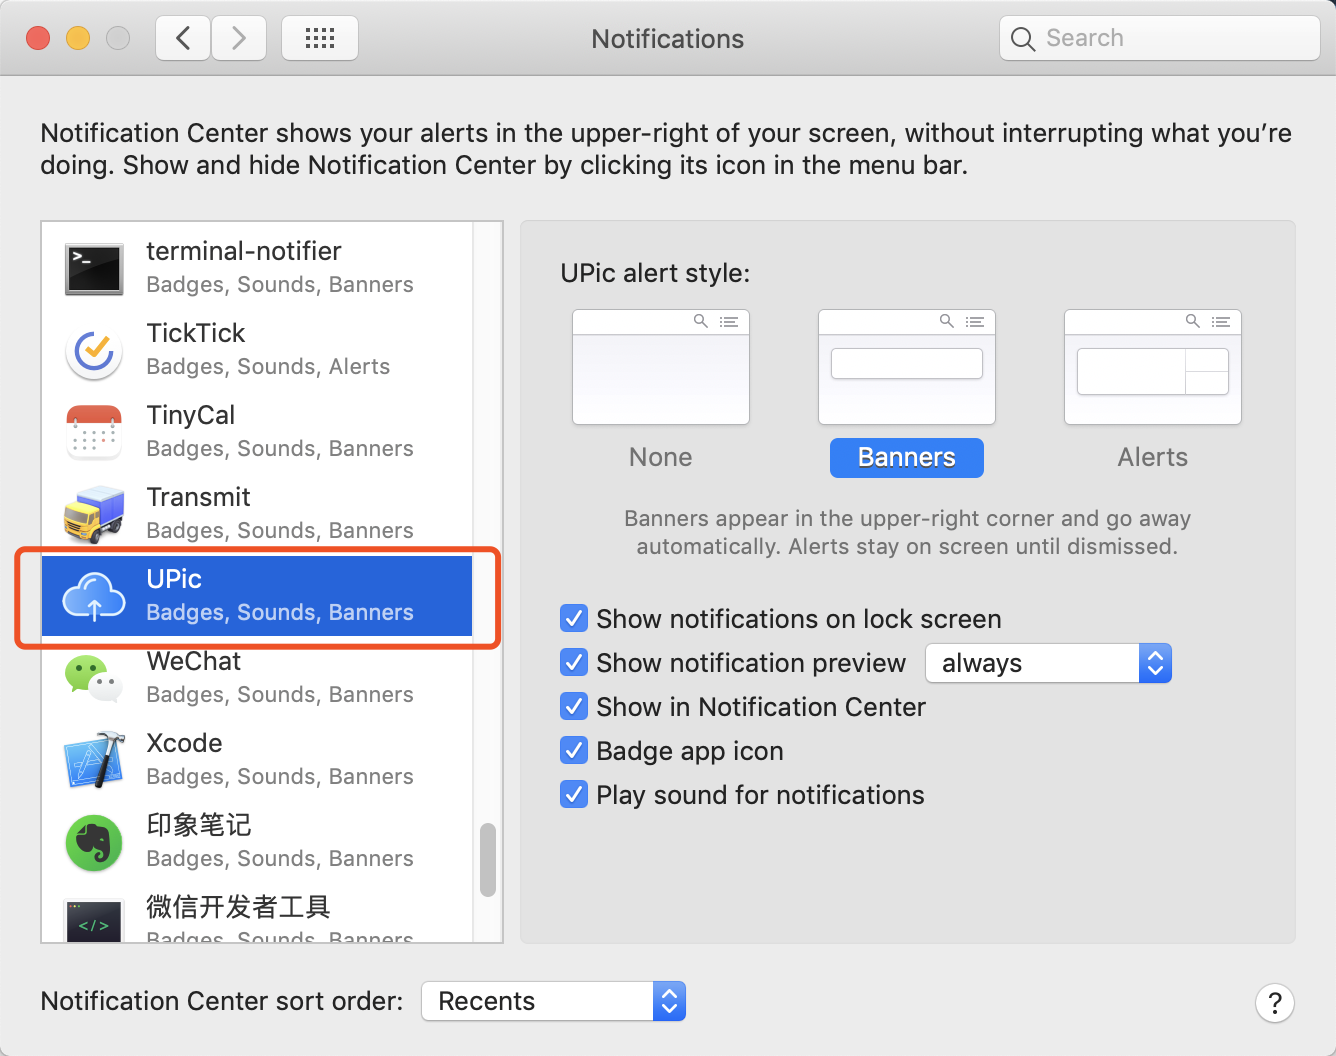 Notifications
Search
Notification Center shows your alerts in the upper-right of your screen, without interrupting what you’re
doing. Show and hide Notification Center by clicking its icon in the menu bar.
terminal-notifier
Badges, Sounds, Banners
TickTick
Badges, Sounds, Alerts
TinyCal
Badges, Sounds, Banners
Transmit
Badges, Sounds, Banners
UPic
Badges, Sounds, Banners
WeChat
Badges, Sounds, Banners
Xcode
Badges, Sounds, Banners
印象笔记
Badges, Sounds, Banners
微信开发者工具
Badges, Sounds, Banners
UPic alert style:
None
Banners
Alerts
Banners appear in the upper-right corner and go away
automatically. Alerts stay on screen until dismissed.
Show notifications on lock screen
Show notification preview always
Show in Notification Center
Badge app icon
Play sound for notifications
Notification Center sort order: Recents
?